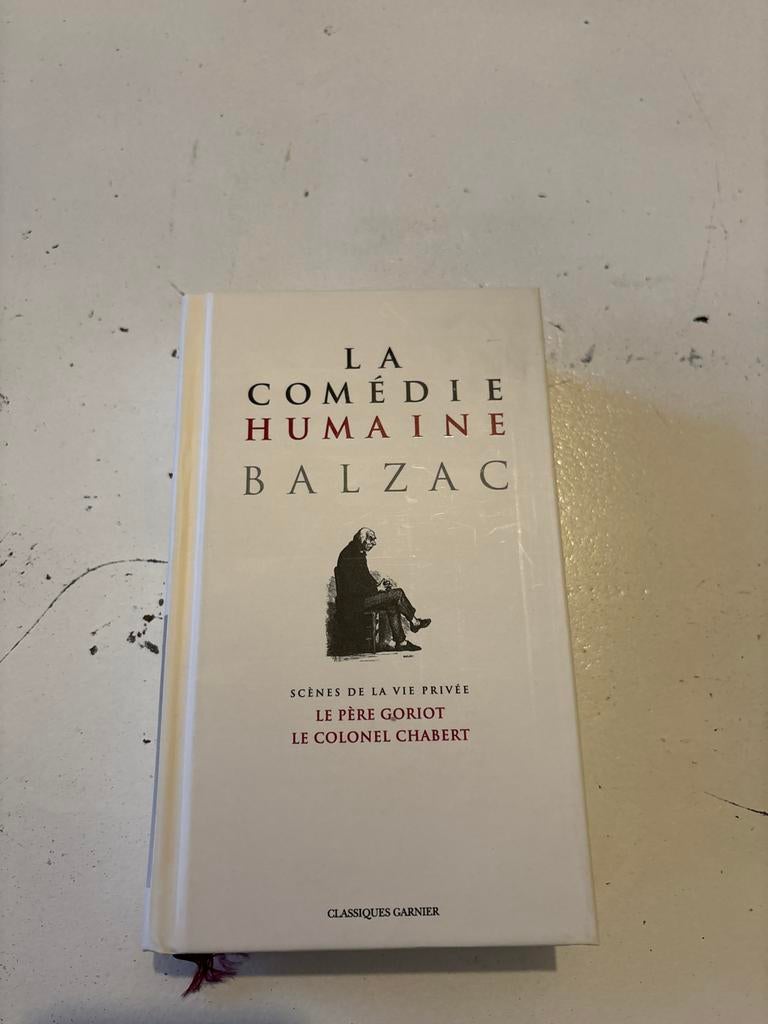 LA
COMÉDIE
HUMAINE
BALZAC
SCÈNES DE LA VIE PRIVÉE
LE PÈRE GORIOT
LE COLONEL CHABERT
CLASSIQUES GARNIER